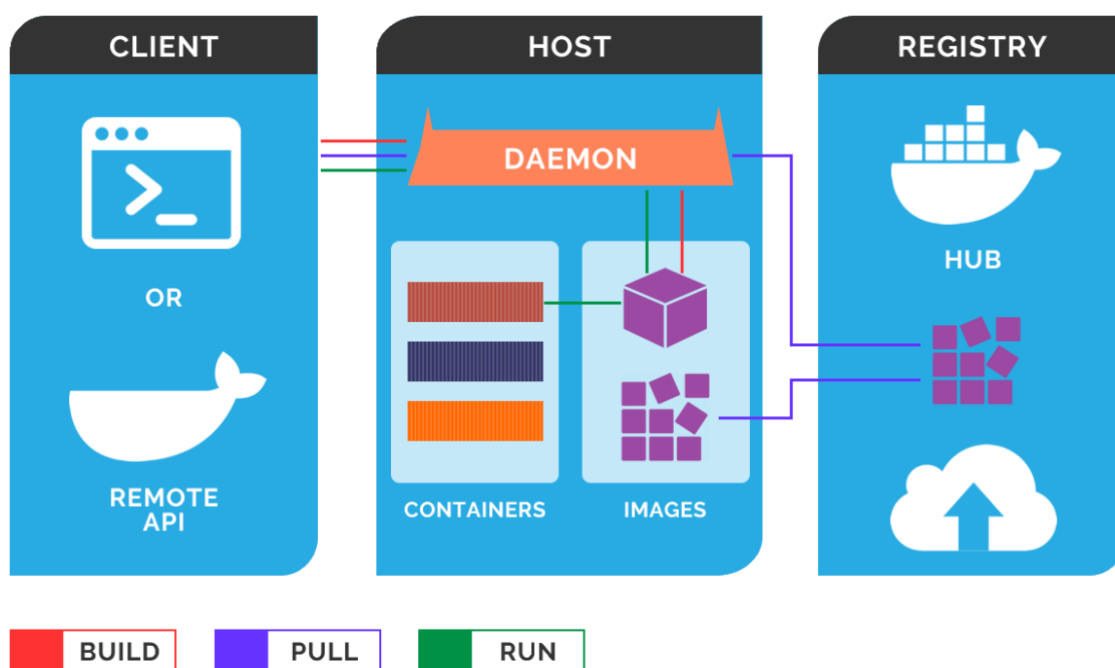 CLIENT
HOST
REGISTRY
OR
REMOTE
API
DAEMON
CONTAINERS
IMAGES
HUB
BUILD
PULL
RUN